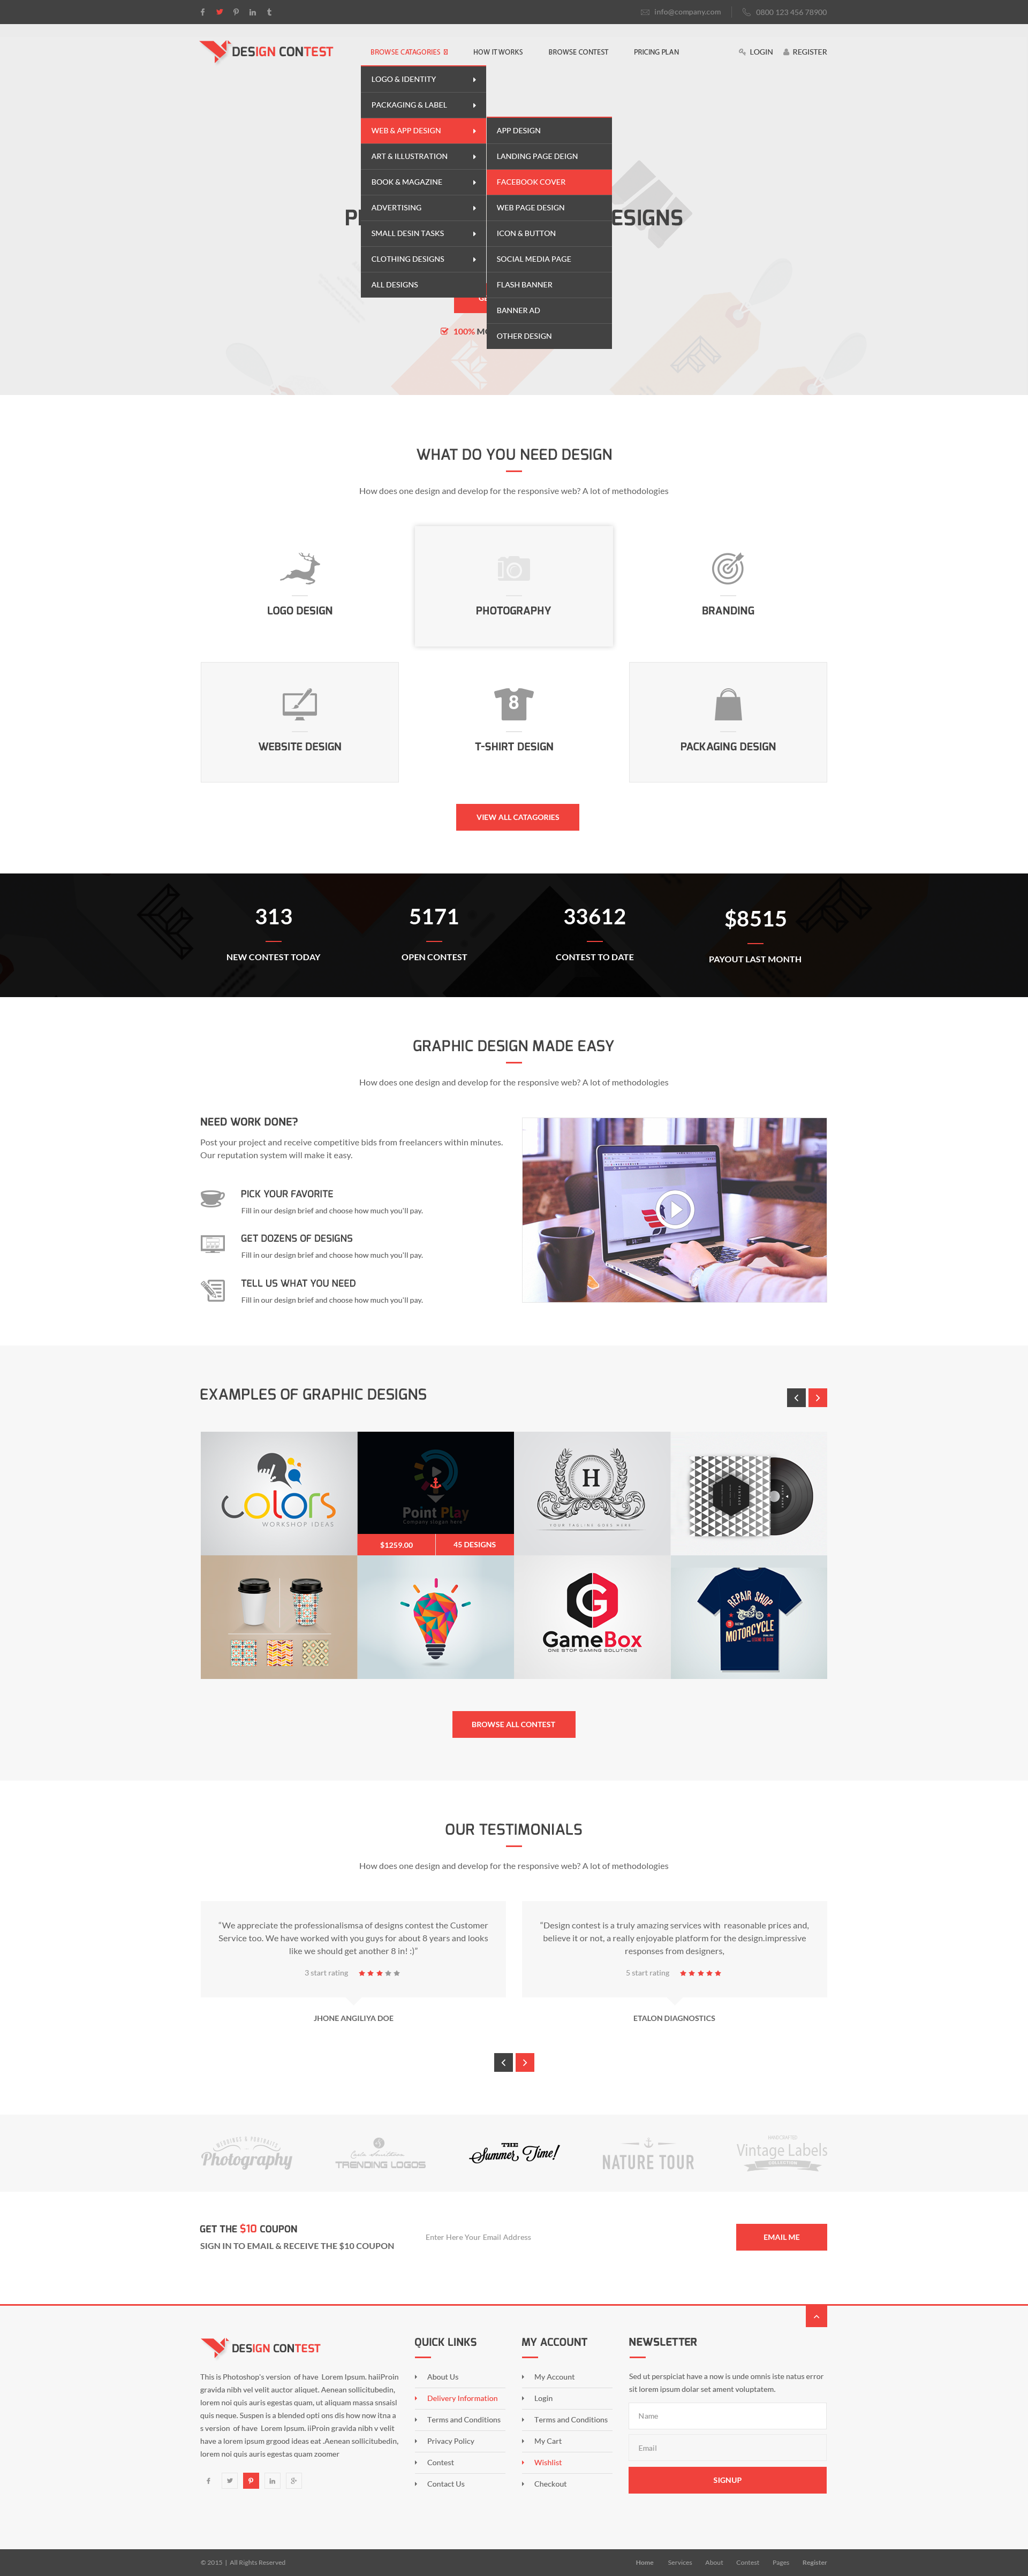 info@company.com
0800 123 456 78900
DESIGN CONTEST
BROWSE CATAGORIES
HOW IT WORKS
BROWSE CONTEST
PRICING PLAN
LOGIN
REGISTER
LOGO & IDENTITY
PACKAGING & LABEL
WEB & APP DESIGN
ART & ILLUSTRATION
BOOK & MAGAZINE
ADVERTISING
SMALL DESIN TASKS
CLOTHING DESIGNS
ALL DESIGNS
APP DESIGN
LANDING PAGE DEIGN
FACEBOOK COVER
WEB PAGE DESIGN
ICON & BUTTON
SOCIAL MEDIA PAGE
FLASH BANNER
BANNER AD
OTHER DESIGN
ESIGNS
100%
WHAT DO YOU NEED DESIGN
How does one design and develop for the responsive web? A lot of methodologies
LOGO DESIGN
PHOTOGRAPHY
BRANDING
8
WEBSITE DESIGN
T-SHIRT DESIGN
PACKAGING DESIGN
VIEW ALL CATAGORIES
313
5171
33612
$8515
NEW CONTEST TODAY
OPEN CONTEST
CONTEST TO DATE
PAYOUT LAST MONTH
GRAPHIC DESIGN MADE EASY
How does one design and develop for the responsive web? A lot of methodologies
NEED WORK DONE?
Post your project and receive competitive bids from freelancers within minutes.
Our reputation system will make it easy.
PICK YOUR FAVORITE
Fill in our design brief and choose how much you'll pay.
GET DOZENS OF DESIGNS
Fill in our design brief and choose how much you'll pay.
TELL US WHAT YOU NEED
Fill in our design brief and choose how much you'll pay.
EXAMPLES OF GRAPHIC DESIGNS
colors
WORKSHOP IDEAS
Point Play
Company slogan here
$1259.00
45 DESIGNS
H
YOUR TAGLINE GOES HERE
G
GameBox
ONE STOP GAMING SOLUTIONS
REPAIR SHOP
MOTORCYCLE
BROWSE ALL CONTEST
OUR TESTIMONIALS
How does one design and develop for the responsive web? A lot of methodologies
“We appreciate the professionalismsa of designs contest the Customer
Service too. We have worked with you guys for about 8 years and looks
like we should get another 8 in! :)”
3 start rating
JHONE ANGILIYA DOE
“Design contest is a truly amazing services with reasonable prices and,
believe it or not, a really enjoyable platform for the design.impressive
responses from designers,
5 start rating
ETALON DIAGNOSTICS
WEDDINGS & PORTRAITS
Photography
TRENDING LOGOS
THE
Summer Time!
NATURE TOUR
HANDCRAFTED
Vintage Labels
COLLECTION
GET THE $10 COUPON
SIGN IN TO EMAIL & RECEIVE THE $10 COUPON
Enter Here Your Email Address
EMAIL ME
DESIGN CONTEST
This is Photoshop's version of have Lorem Ipsum. haiiProin
gravida nibh vel velit auctor aliquet. Aenean sollicitudebin,
lorem noi quis auris egestas quam, ut aliquam massa snsaisl
quis neque. Suspen is a blended opti ons dis how now itna a
s version of have Lorem Ipsum. iiProin gravida nibh v velit
have a lorem ipsum grgood ideas eat .Aenean sollicitudebin,
lorem noi quis auris egestas quam zoomer
QUICK LINKS
About Us
Delivery Information
Terms and Conditions
Privacy Policy
Contest
Contact Us
MY ACCOUNT
My Account
Login
Terms and Conditions
My Cart
Wishlist
Checkout
NEWSLETTER
Sed ut perspiciat have a now is unde omnis iste natus error
sit lorem ipsum dolar set ament voluptatem.
Name
Email
SIGNUP
© 2015 | All Rights Reserved
Home
Services
About
Contest
Pages
Register